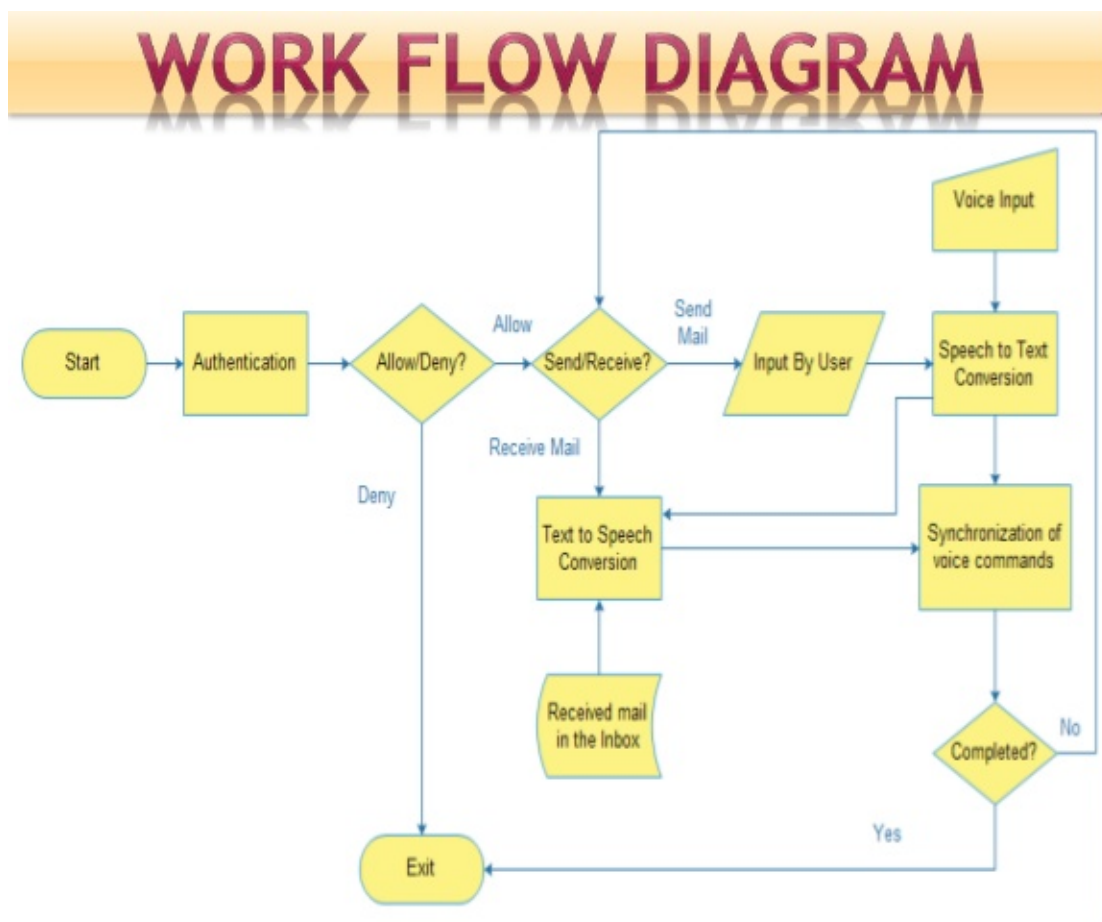 WORK FLOW DIAGRAM
Voice Input
Send
Mail
Allow
Start
Authentication
Allow/Deny?
Send/Receive?
Input By User
Speech to Text
Conversion
Receive Mail
Deny
Text to Speech
Conversion
Synchronization of
voice commands
Received mail
in the Inbox
No
Completed?
Yes
Exit